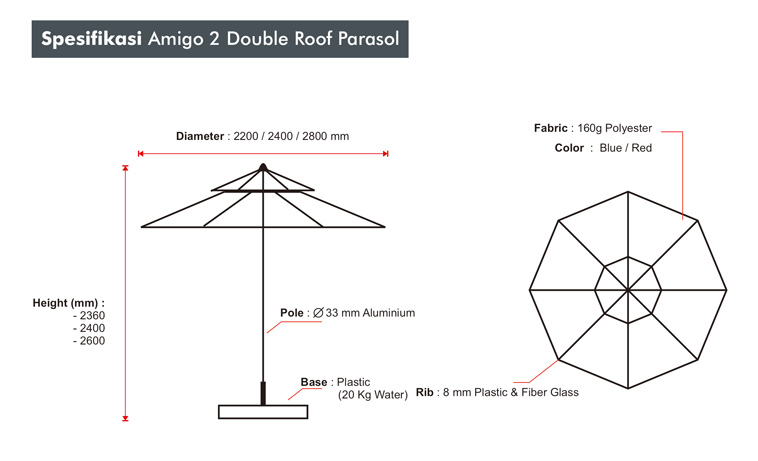 Spesifikasi Amigo 2 Double Roof Parasol
Diameter : 2200 / 2400 / 2800 mm
Fabric : 160g Polyester
Color : Blue / Red
Height (mm) :
- 2360
- 2400
- 2600
Pole : Ø 33 mm Aluminium
Base : Plastic
(20 Kg Water)
Rib : 8 mm Plastic & Fiber Glass